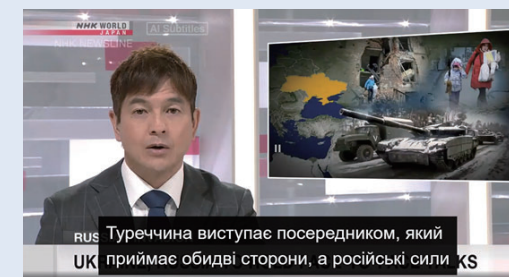 NHK WORLD
JAPAN
AI Subtitles
NHK NEWSLINE
RUS
Туреччина виступає посередником, який
UK
приймає обидві сторони, а російські сили
KS